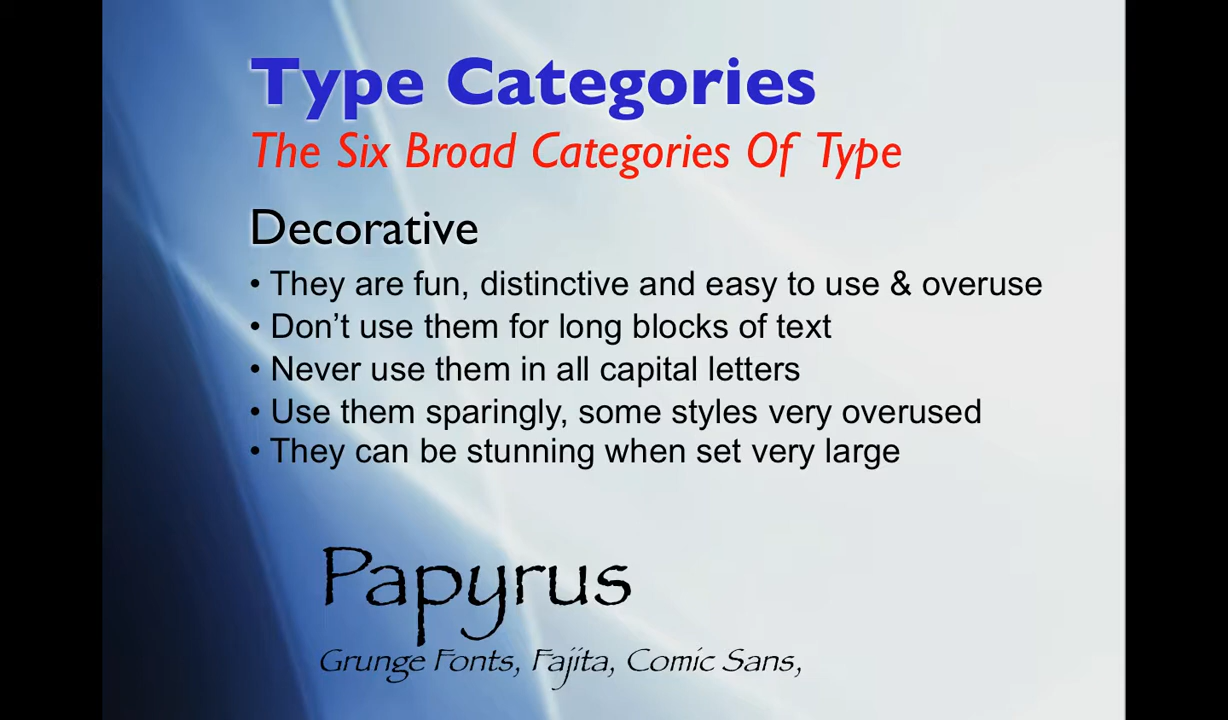 Type Categories
The Six Broad Categories Of Type
Decorative
• They are fun, distinctive and easy to use & overuse
• Don’t use them for long blocks of text
• Never use them in all capital letters
• Use them sparingly, some styles very overused
• They can be stunning when set very large
Papyrus
Grunge Fonts, Fajita, Comic Sans,